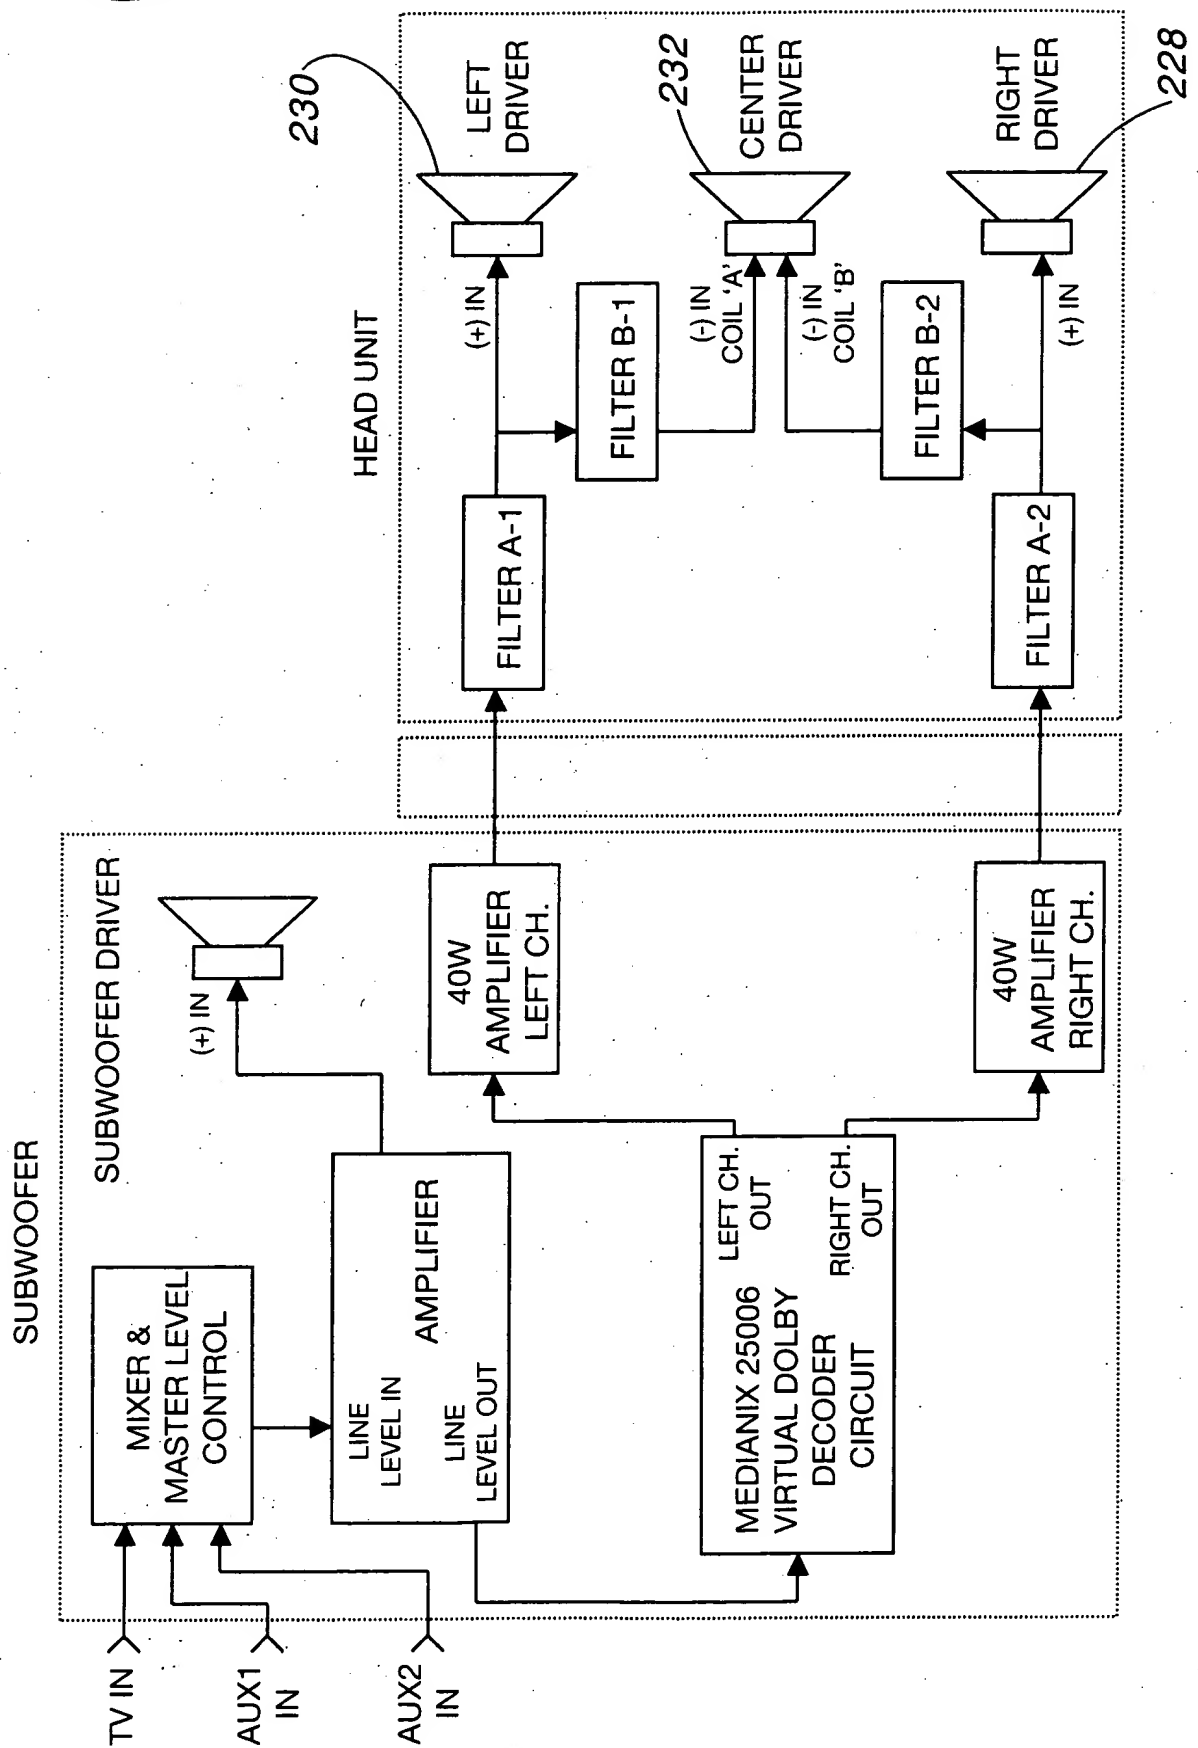 SUBWOOFER
TV IN
AUX1
IN
AUX2
IN
MIXER &
MASTER LEVEL
CONTROL
SUBWOOFER DRIVER
(+) IN
LINE
LEVEL IN
AMPLIFIER
LINE
LEVEL OUT
MEDIANIX 25006
VIRTUAL DOLBY
DECODER
CIRCUIT
LEFT CH.
OUT
RIGHT CH.
OUT
40W
AMPLIFIER
LEFT CH.
40W
AMPLIFIER
RIGHT CH.
HEAD UNIT
FILTER A-1
(+) IN
230
LEFT
DRIVER
FILTER B-1
(-) IN
COIL 'A'
232
CENTER
DRIVER
(-) IN
COIL 'B'
FILTER B-2
FILTER A-2
(+) IN
RIGHT
DRIVER
228